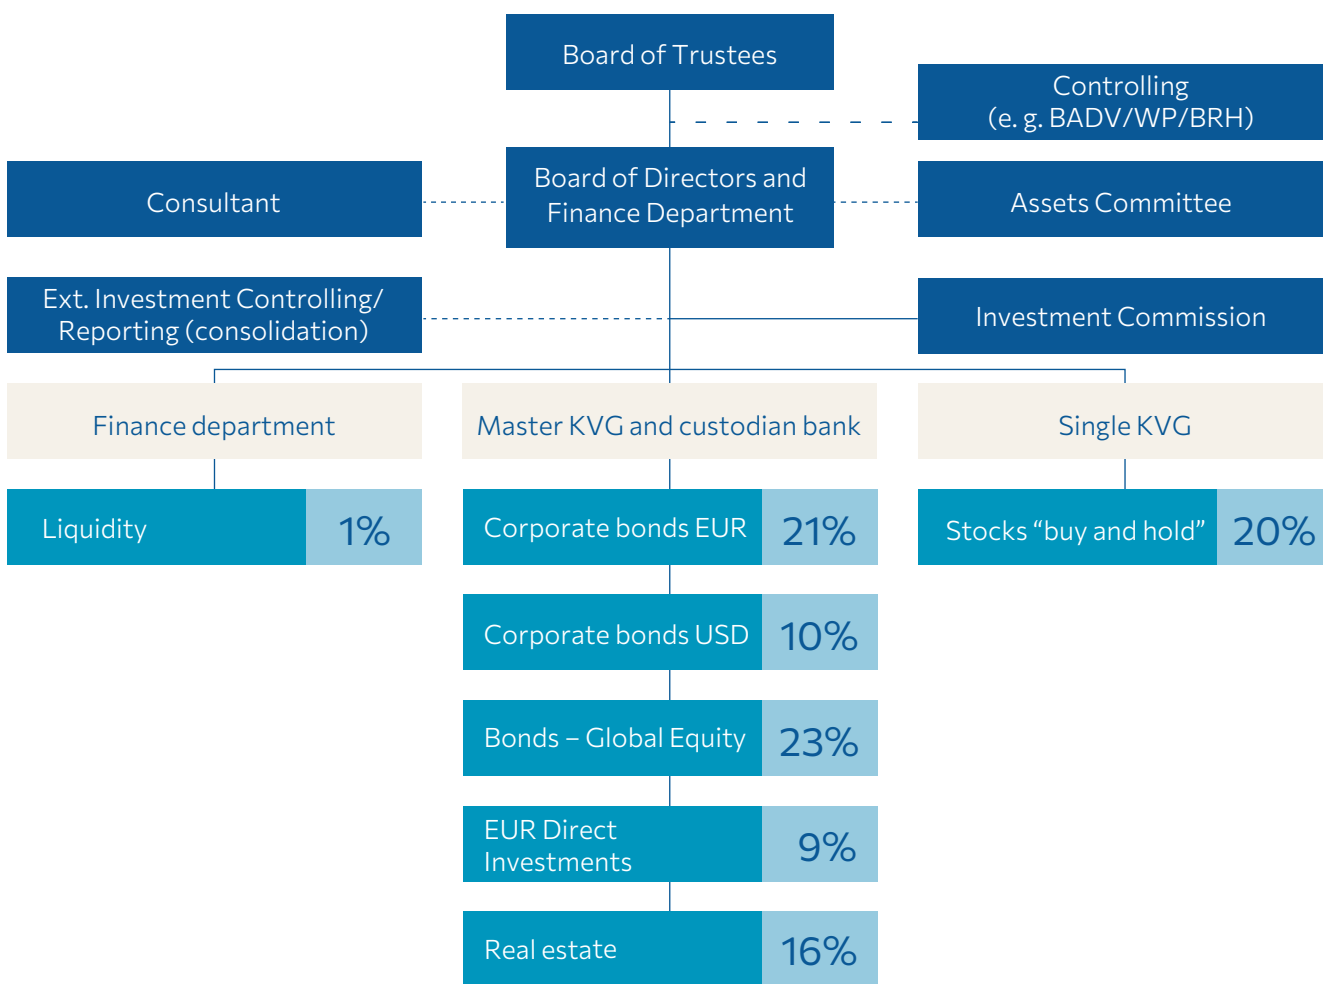 Board of Trustees
Controlling
(e. g. BADV/WP/BRH)
Consultant
Board of Directors and
Finance Department
Assets Committee
Ext. Investment Controlling/
Reporting (consolidation)
Investment Commission
Finance department
Master KVG and custodian bank
Single KVG
Liquidity 1%
Corporate bonds EUR 21%
Stocks “buy and hold” 20%
Corporate bonds USD 10%
Bonds – Global Equity 23%
EUR Direct
Investments
9%
Real estate 16%